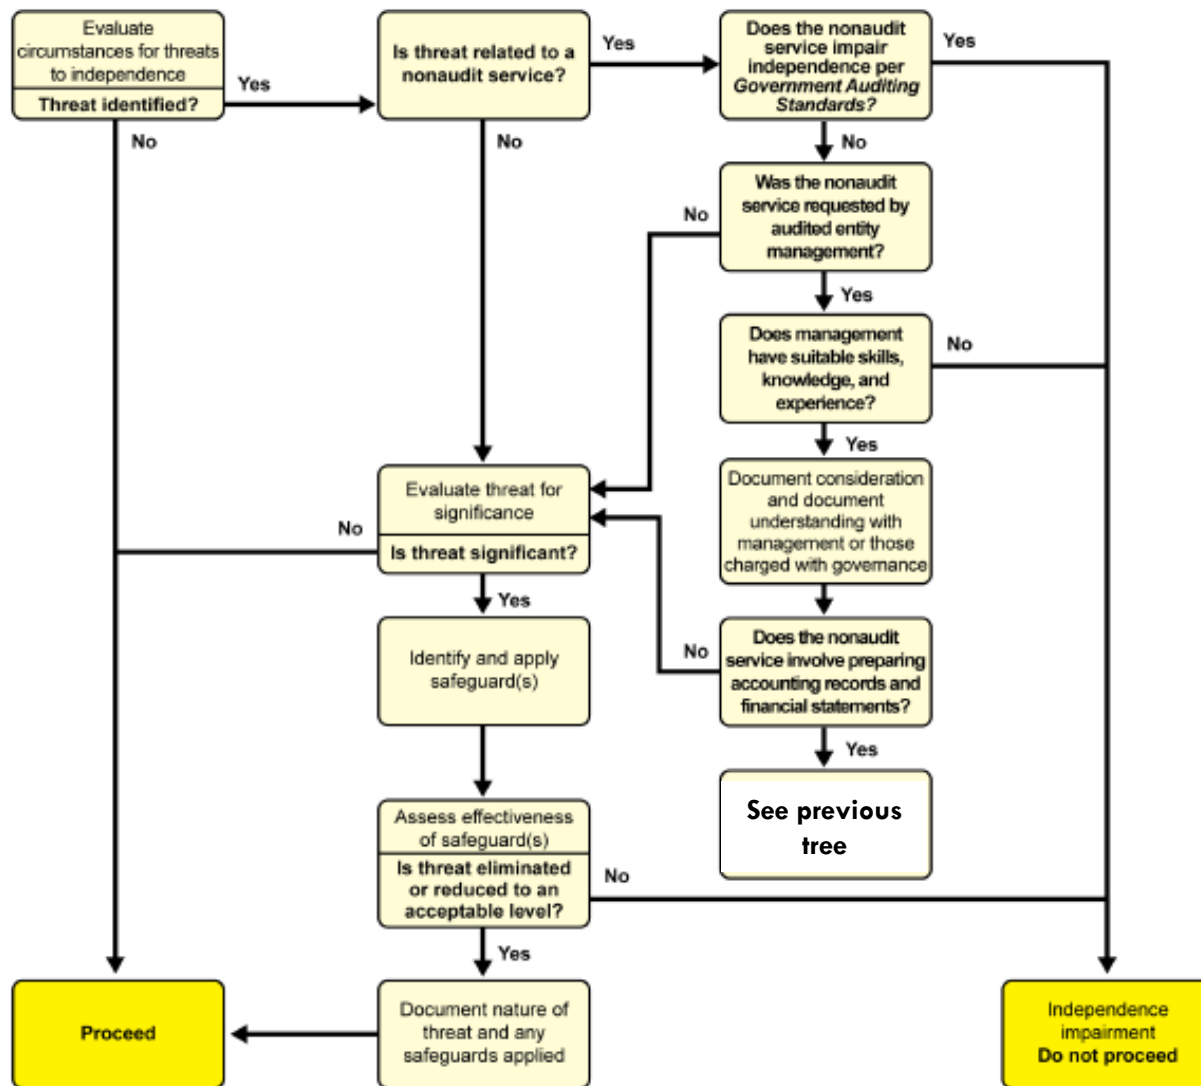 Evaluate
circumstances for threats
to independence
Threat identified?
Yes
No
Is threat related to a
nonaudit service?
Yes
No
Does the nonaudit
service impair
independence per
Government Auditing
Standards?
Yes
No
Was the nonaudit
service requested by
audited entity
management?
No
Yes
Does management
have suitable skills,
knowledge, and
experience?
No
Yes
Document consideration
and document
understanding with
management or those
charged with governance
Does the nonaudit
service involve preparing
accounting records and
financial statements?
No
Yes
See previous
tree
Evaluate threat for
significance
Is threat significant?
No
Yes
Identify and apply
safeguard(s)
Assess effectiveness
of safeguard(s)
Is threat eliminated
or reduced to an
acceptable level?
No
Yes
Document nature of
threat and any
safeguards applied
Proceed
Independence
impairment
Do not proceed